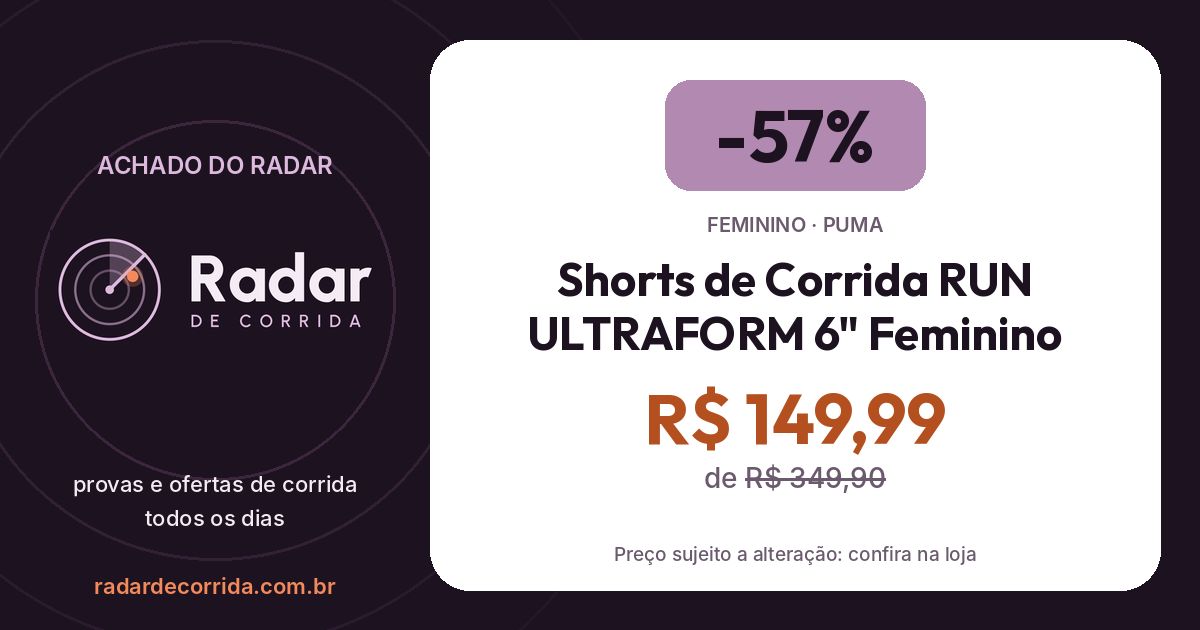 ACHADO DO RADAR
Radar
DE CORRIDA
provas e ofertas de corrida
todos os dias
radardecorrida.com.br
-57%
FEMININO · PUMA
Shorts de Corrida RUN
ULTRAFORM 6" Feminino
R$ 149,99
de R$ 349,90
Preço sujeito a alteração: confira na loja